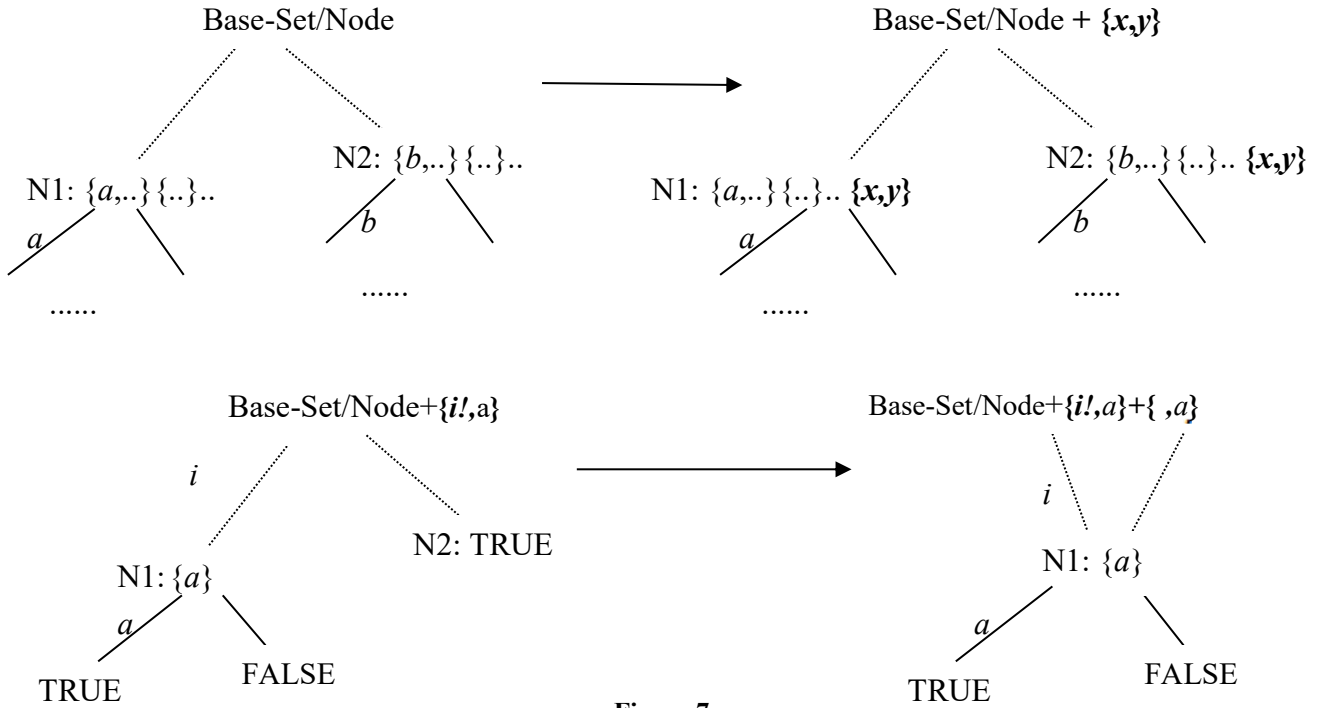 Base-Set/Node
Base-Set/Node + {x,y}
N2: {b,..}{..}..
N2: {b,..}{..}.. {x,y}
N1: {a,..}{..}..
N1: {a,..}{..}.. {x,y}
a
b
a
b
......
......
......
......
Base-Set/Node+{i!,a}
Base-Set/Node+{i!,a}+{ ,a}
i
i
N2: TRUE
N1: {a}
N1: {a}
a
a
TRUE
FALSE
TRUE
FALSE